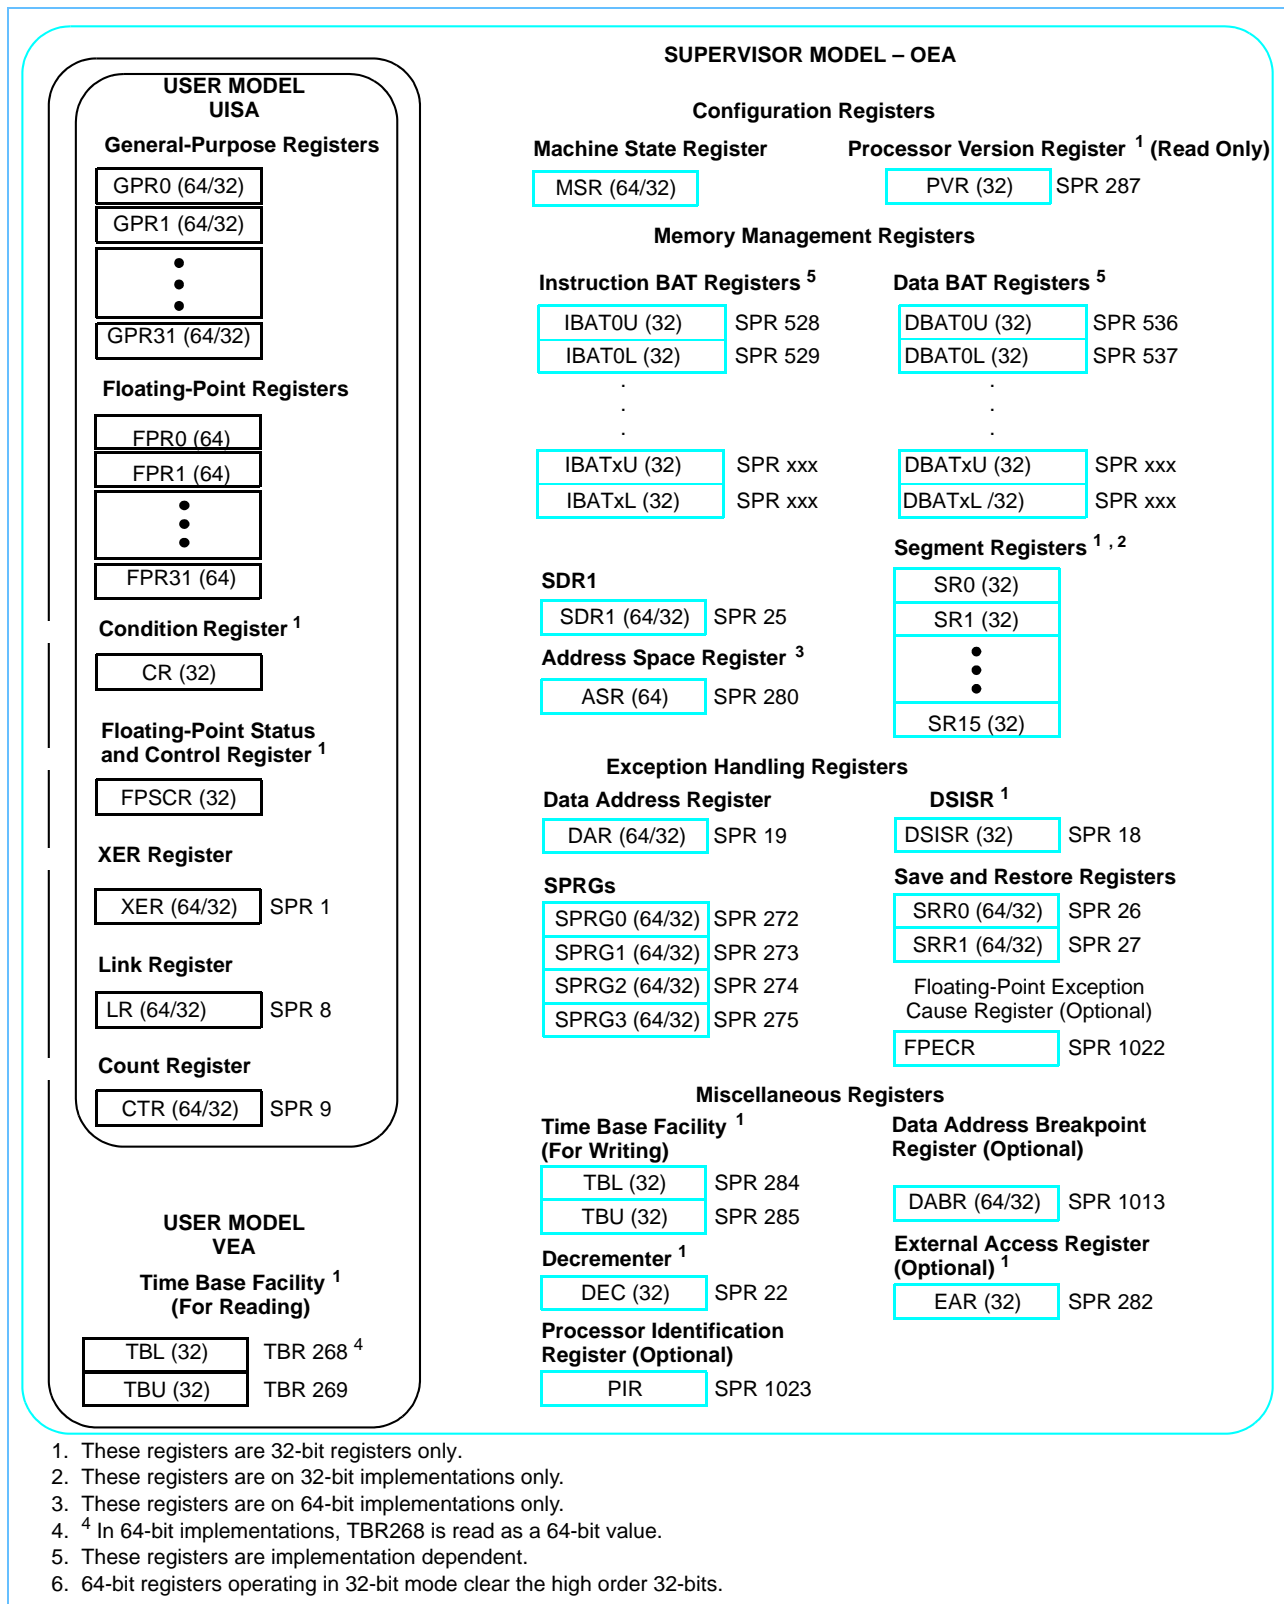 SUPERVISOR MODEL – OEA
USER MODEL
UISA
General-Purpose Registers
GPR0 (64/32)
GPR1 (64/32)
GPR31 (64/32)
Floating-Point Registers
FPR0 (64)
FPR1 (64)
FPR31 (64)
Condition Register 1
CR (32)
Floating-Point Status
and Control Register 1
FPSCR (32)
XER Register
XER (64/32) SPR 1
Link Register
LR (64/32) SPR 8
Count Register
CTR (64/32) SPR 9
USER MODEL
VEA
Time Base Facility 1
(For Reading)
TBL (32) TBR 268 4
TBU (32) TBR 269
Configuration Registers
Machine State Register
MSR (64/32)
Processor Version Register 1 (Read Only)
PVR (32) SPR 287
Memory Management Registers
Instruction BAT Registers 5
IBAT0U (32) SPR 528
IBAT0L (32) SPR 529
.
.
.
IBATxU (32) SPR xxx
IBATxL (32) SPR xxx
Data BAT Registers 5
DBAT0U (32) SPR 536
DBAT0L (32) SPR 537
.
.
.
DBATxU (32) SPR xxx
DBATxL /32) SPR xxx
SDR1
SDR1 (64/32) SPR 25
Address Space Register 3
ASR (64) SPR 280
Segment Registers 1 , 2
SR0 (32)
SR1 (32)
SR15 (32)
Exception Handling Registers
Data Address Register
DAR (64/32) SPR 19
SPRGs
SPRG0 (64/32) SPR 272
SPRG1 (64/32) SPR 273
SPRG2 (64/32) SPR 274
SPRG3 (64/32) SPR 275
DSISR 1
DSISR (32) SPR 18
Save and Restore Registers
SRR0 (64/32) SPR 26
SRR1 (64/32) SPR 27
Floating-Point Exception
Cause Register (Optional)
FPECR SPR 1022
Miscellaneous Registers
Time Base Facility 1
(For Writing)
TBL (32) SPR 284
TBU (32) SPR 285
Decrementer 1
DEC (32) SPR 22
Processor Identification
Register (Optional)
PIR SPR 1023
Data Address Breakpoint
Register (Optional)
DABR (64/32) SPR 1013
External Access Register
(Optional) 1
EAR (32) SPR 282
1. These registers are 32-bit registers only.
2. These registers are on 32-bit implementations only.
3. These registers are on 64-bit implementations only.
4. 4 In 64-bit implementations, TBR268 is read as a 64-bit value.
5. These registers are implementation dependent.
6. 64-bit registers operating in 32-bit mode clear the high order 32-bits.